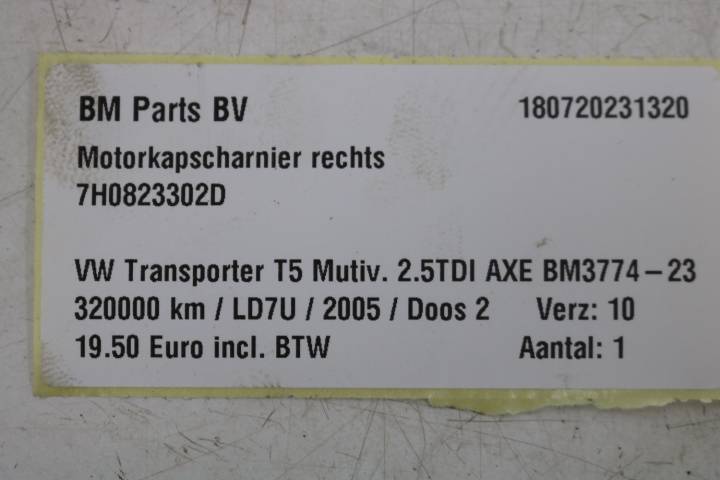 BM Parts BV 180720231320
Motorkapscharnier rechts
7H0823302D
VW Transporter T5 Mutiv. 2.5TDI AXE BM3774-23
320000 km / LD7U / 2005 / Doos 2 Verz: 10
19.50 Euro incl. BTW Aantal: 1